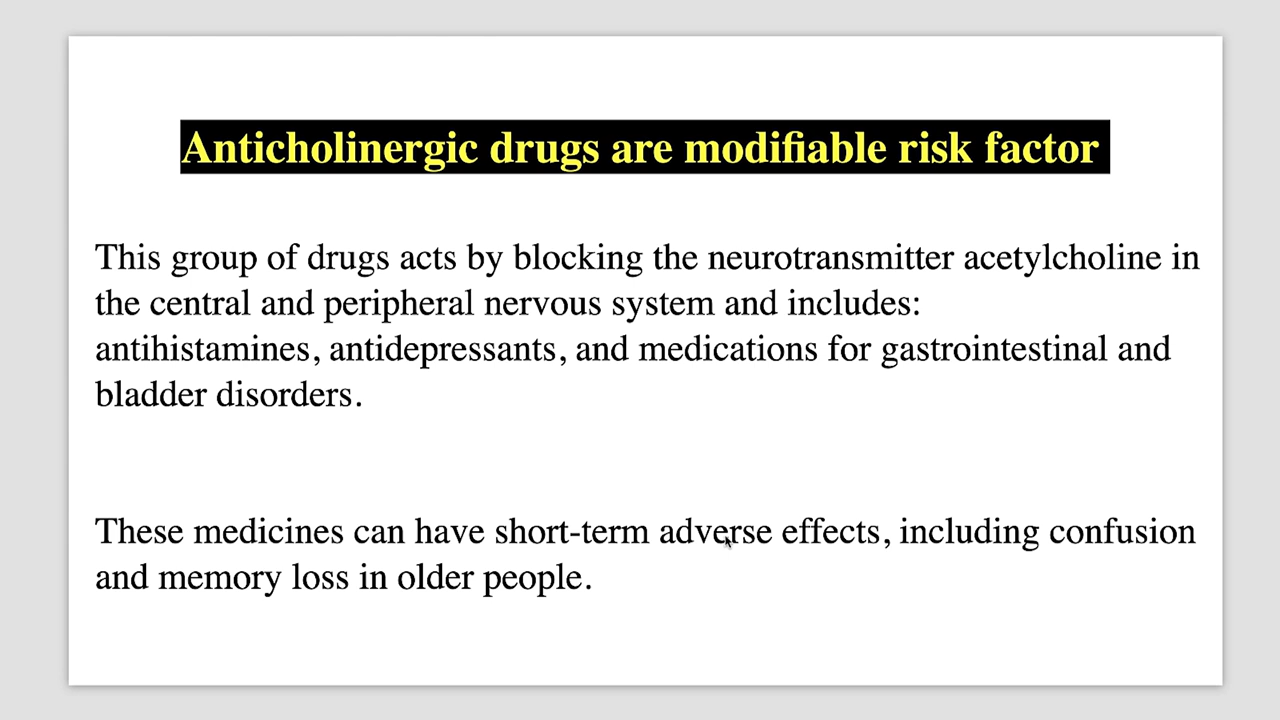 Anticholinergic drugs are modifiable risk factor
This group of drugs acts by blocking the neurotransmitter acetylcholine in
the central and peripheral nervous system and includes:
antihistamines, antidepressants, and medications for gastrointestinal and
bladder disorders.
These medicines can have short-term adverse effects, including confusion
and memory loss in older people.